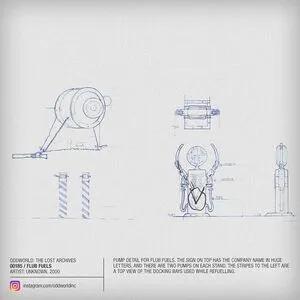 ODDWORLD: THE LOST ARCHIVES
00185 / FLUB FUELS
ARTIST: UNKNOWN, 2000
instagram.com/oddworldinc
PUMP DETAIL FOR FLUB FUELS. THE SIGN ON TOP HAS THE COMPANY NAME IN HUGE
LETTERS, AND THERE ARE TWO PUMPS ON EACH STAND. THE STRIPES TO THE LEFT ARE
A TOP VIEW OF THE DOCKING BAYS USED WHILE REFUELLING.